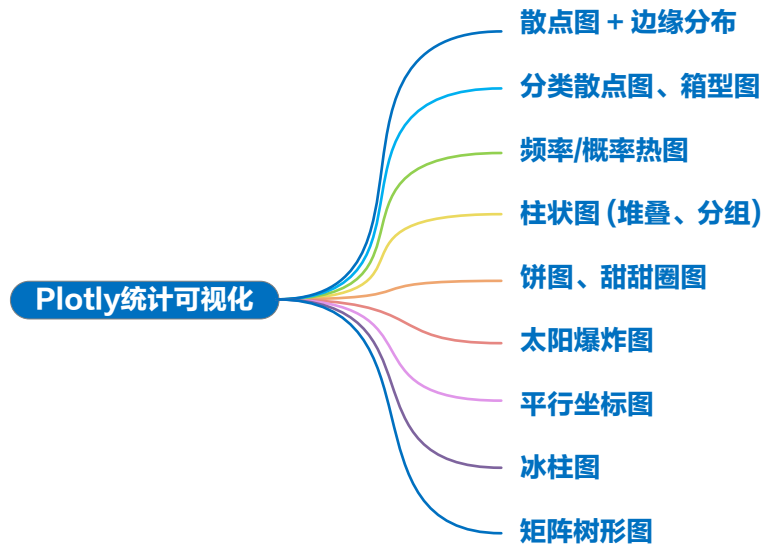 散点图 + 边缘分布
分类散点图、箱型图
频率/概率热图
柱状图 (堆叠、分组)
Plotly统计可视化
饼图、甜甜圈图
太阳爆炸图
平行坐标图
冰柱图
矩阵树形图